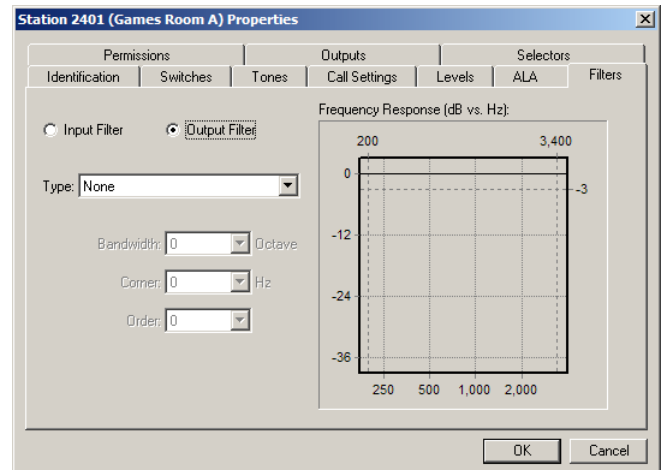 Station 2401 (Games Room A) Properties
Permissions Outputs Selectors
Identification Switches Tones Call Settings Levels ALA Filters
Input Filter Output Filter
Frequency Response (dB vs. Hz):
200 3,400
Type: None
0 -3
-12
Bandwidth: 0 Octave
Corner: 0 Hz
-24
Order: 0
-36
250 500 1,000 2,000
OK Cancel